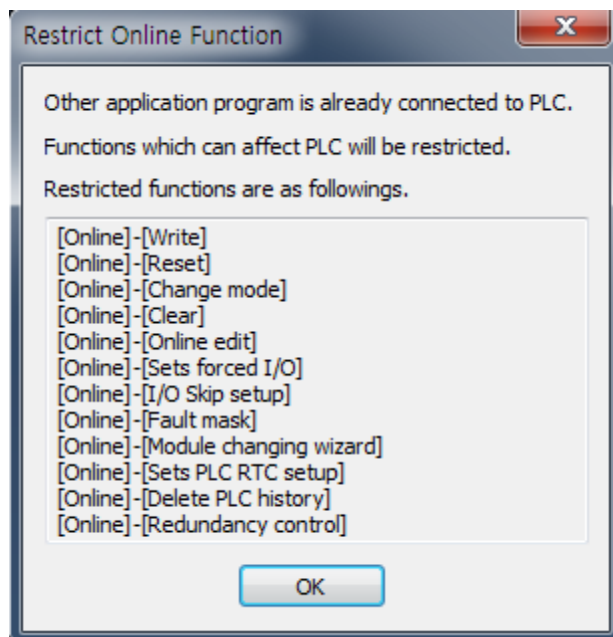 Restrict Online Function
Other application program is already connected to PLC.
Functions which can affect PLC will be restricted.
Restricted functions are as followings.
[Online]-[Write]
[Online]-[Reset]
[Online]-[Change mode]
[Online]-[Clear]
[Online]-[Online edit]
[Online]-[Sets forced I/O]
[Online]-[I/O Skip setup]
[Online]-[Fault mask]
[Online]-[Module changing wizard]
[Online]-[Sets PLC RTC setup]
[Online]-[Delete PLC history]
[Online]-[Redundancy control]
OK